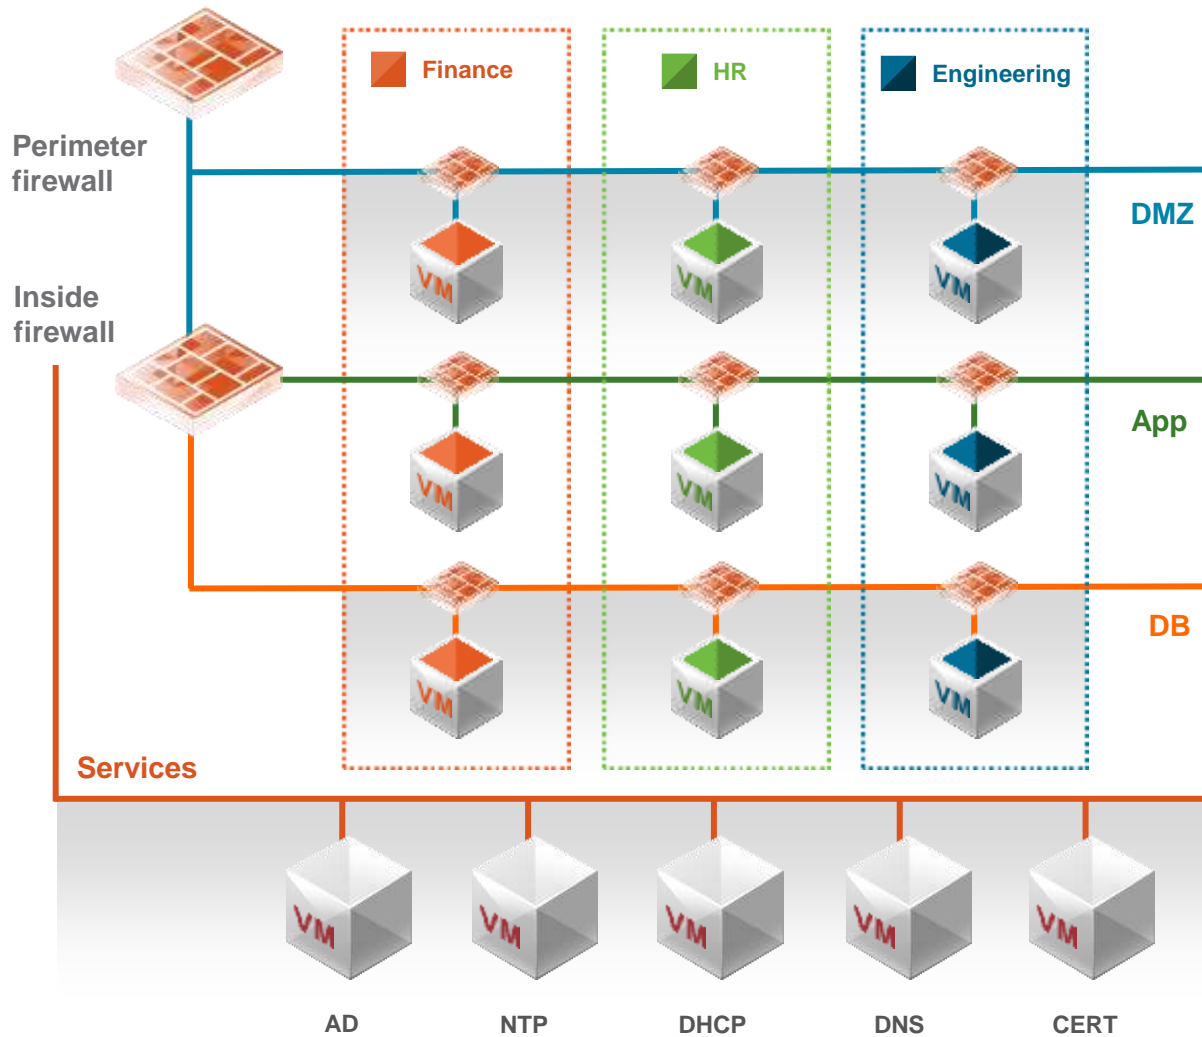 Finance
HR
Engineering
Perimeter
firewall
DMZ
VM
VM
VM
Inside
firewall
App
VM
VM
VM
DB
VM
VM
VM
Services
VM
VM
VM
VM
VM
AD
NTP
DHCP
DNS
CERT